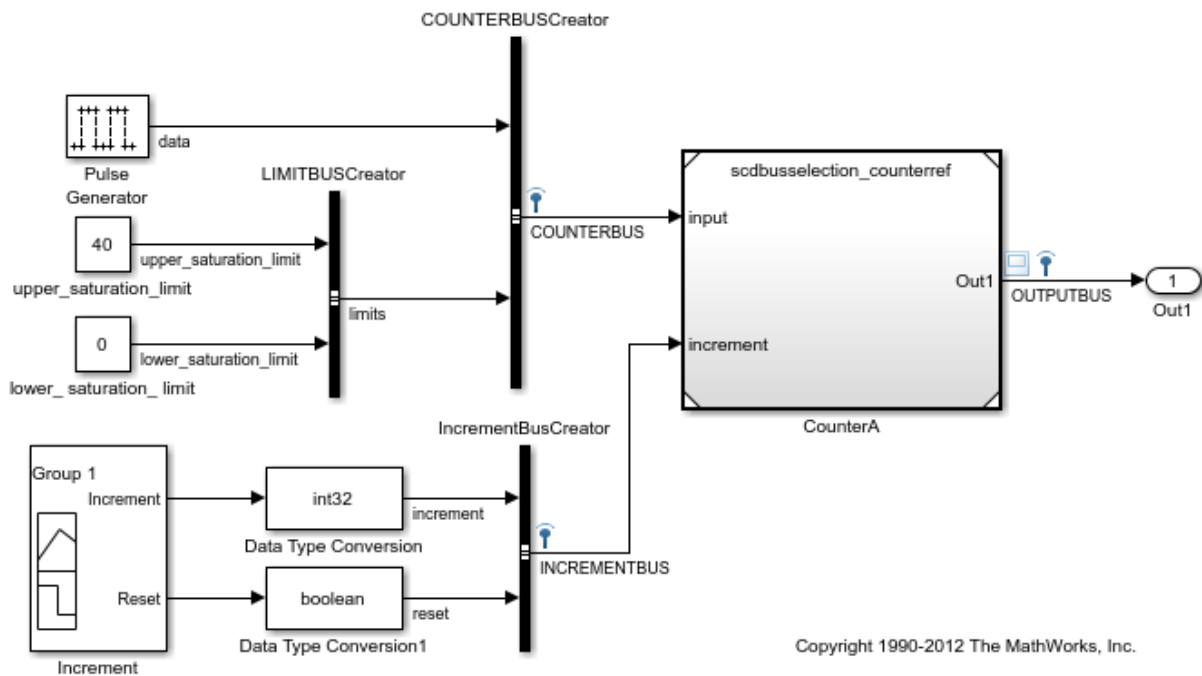 COUNTERBUSCreator
data
Pulse
Generator
LIMITBUSCreator
40
upper_saturation_limit
upper_saturation_limit
limits
0
lower_saturation_limit
lower_ saturation_ limit
COUNTERBUS
scdbusselection_counterref
input
increment
Out1
CounterA
OUTPUTBUS
1
Out1
IncrementBusCreator
Group 1
Increment
Reset
Increment
int32
increment
Data Type Conversion
boolean
reset
Data Type Conversion1
INCREMENTBUS
Copyright 1990-2012 The MathWorks, Inc.